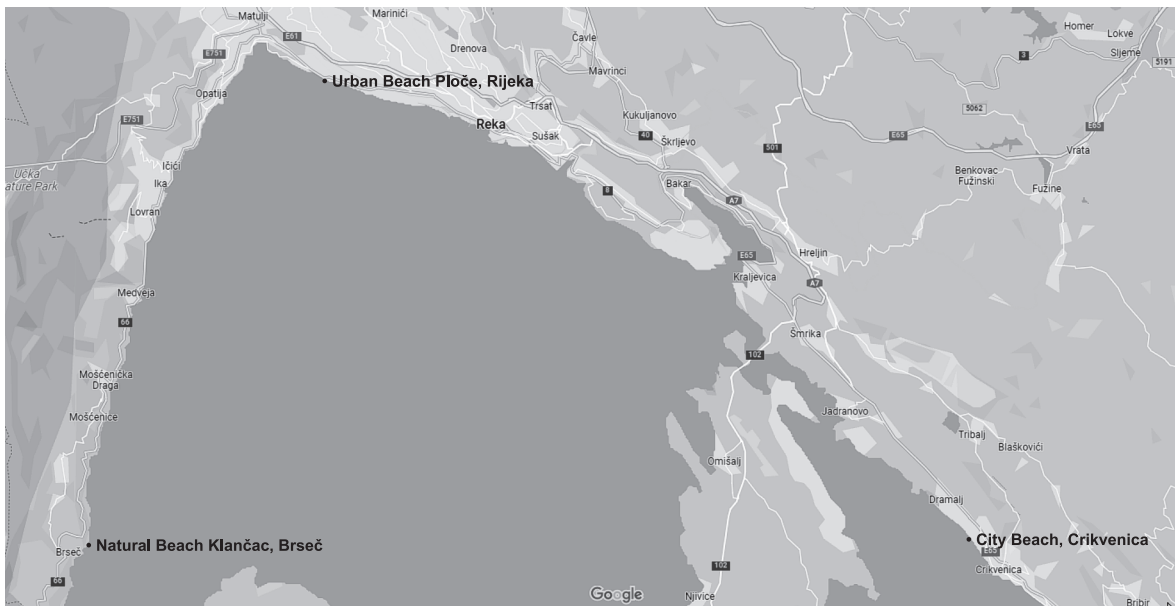 Matulji
Marinići
Drenova
Čavle
Homer
Lokve
Sljeme
E61
E751
3
5191
Mavrinci
• Urban Beach Ploče, Rijeka
Opatija
Trsat
Kukuljanovo
5062
E751
Reka
Sušak
40
Škrljevo
501
E65
E65
Vrata
Učka
ature Park
Ičići
Ika
8
Bakar
A7
Benkovac
Fužinski
Fužine
Lovran
E65
Hreljin
Kraljevica
A7
Medveja
66
Šmrika
102
Mošćenička
Draga
Mošćenice
Jadranovo
Tribalj
Blaškovići
Omišalj
Dramalj
Brseč
• Natural Beach Klančac, Brseč
• City Beach, Crikvenica
E65
Crikvenica
66
102
Njivice
Google
Bribir